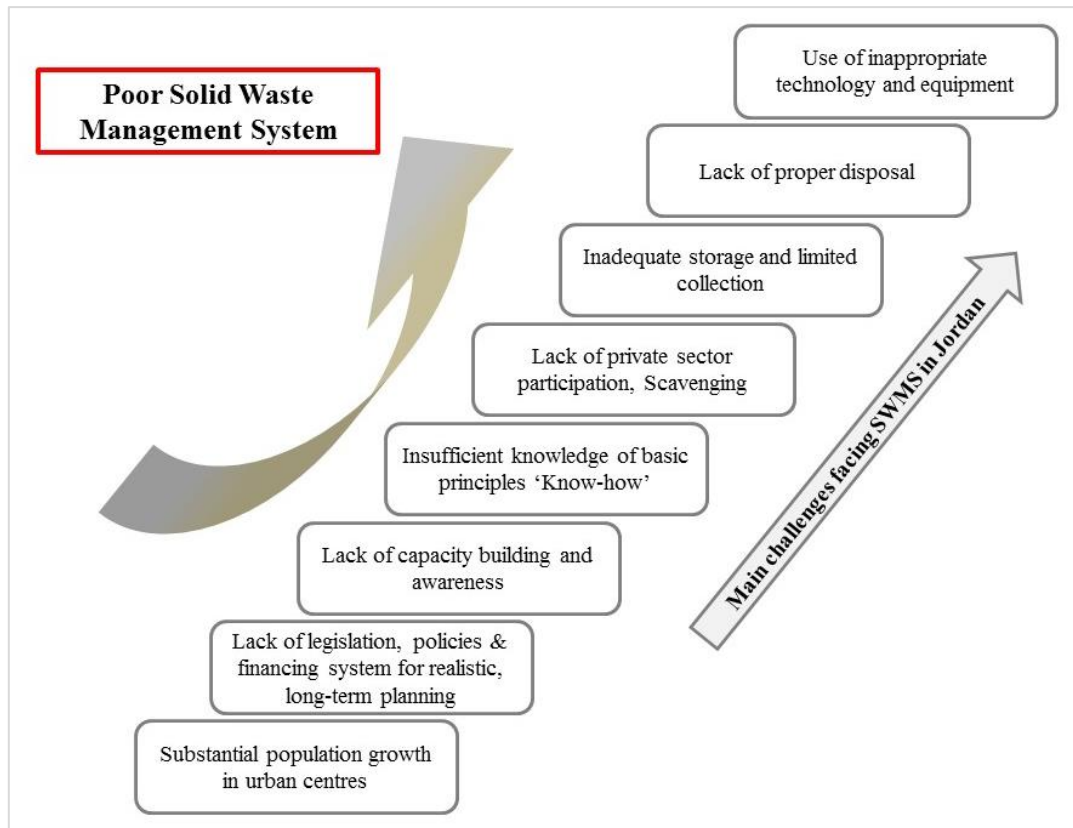 Poor Solid Waste
Management System
Use of inappropriate
technology and equipment
Lack of proper disposal
Inadequate storage and limited
collection
Lack of private sector
participation, Scavenging
Insufficient knowledge of basic
principles ‘Know-how’
Lack of capacity building and
awareness
Lack of legislation, policies &
financing system for realistic,
long-term planning
Substantial population growth
in urban centres
Main challenges facing SWMS in Jordan